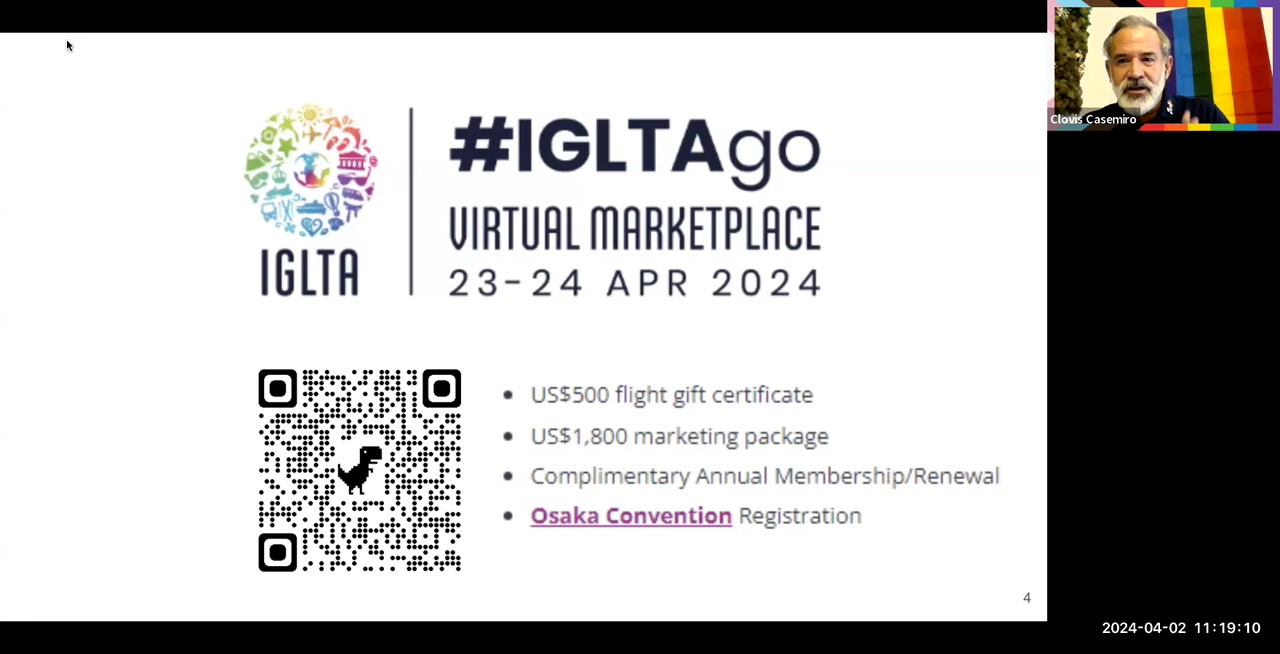 Clovis Casemiro
#IGLTAgo
VIRTUAL MARKETPLACE
23-24 APR 2024
IGLTA
US$500 flight gift certificate
US$1,800 marketing package
Complimentary Annual Membership/Renewal
Osaka Convention Registration
4
2024-04-02 11:19:10